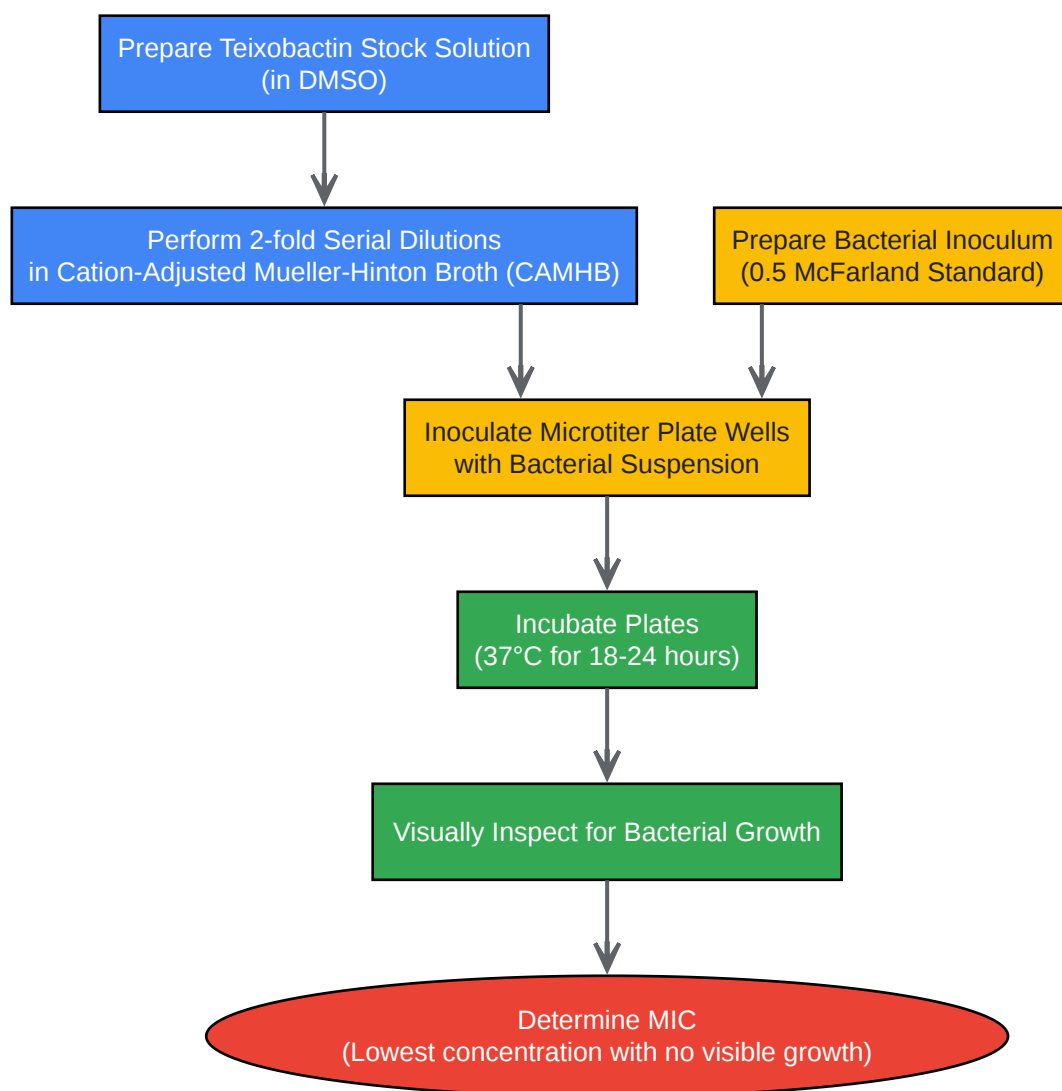 Prepare Teixobactin Stock Solution
(in DMSO)
Perform 2-fold Serial Dilutions
in Cation-Adjusted Mueller-Hinton Broth (CAMHB)
Prepare Bacterial Inoculum
(0.5 McFarland Standard)
Inoculate Microtiter Plate Wells
with Bacterial Suspension
Incubate Plates
(37°C for 18-24 hours)
Visually Inspect for Bacterial Growth
Determine MIC
(Lowest concentration with no visible growth)